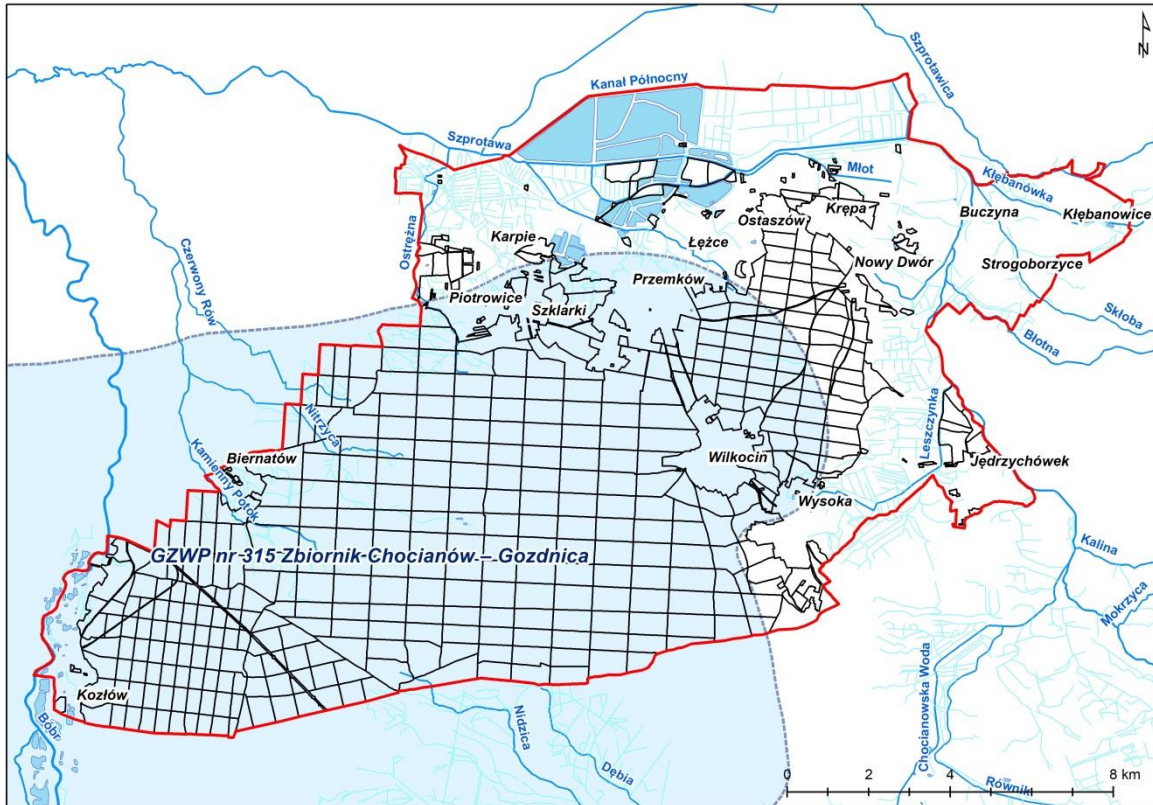 N
Szprotawica
Kanał Północny
Szprotawa
Młot
Kłębanówka
Krępa
Buczyna
Kłębanowice
Ostaszów
Ostrężna
Karpie
Łężce
Nowy Dwór
Strogoborzyce
Czerwony Rów
Przemków
Piotrowice
Szklarki
Skłoba
Błotna
Nitrzyca
Leszczynka
Biernatów
Wilkocin
Jędrzychówek
Kamienny Potok
Wysoka
GZWP nr 315 Zbiornik Chocianów – Gozdnica
Kalina
Mokrzyca
Kozłów
Bóbr
Nidzica
Chocianowska Woda
Dębia
Równik
0 2 4 8 km